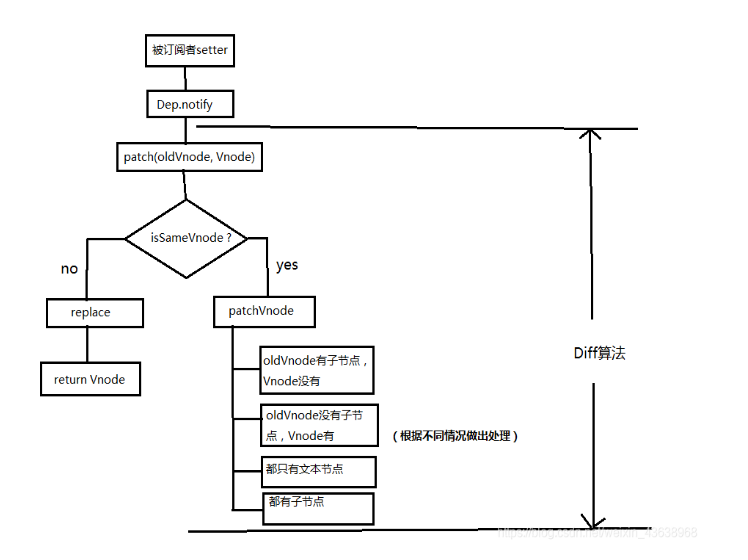 被订阅者setter
Dep.notify
patch(oldVnode, Vnode)
isSameVnode ?
no
yes
replace
patchVnode
return Vnode
oldVnode有子节点，
Vnode没有
Diff算法
oldVnode没有子节
点，Vnode有
（根据不同情况做出处理）
都只有文本节点
都有子节点
https://blog.csdn.net/weixin_43638968